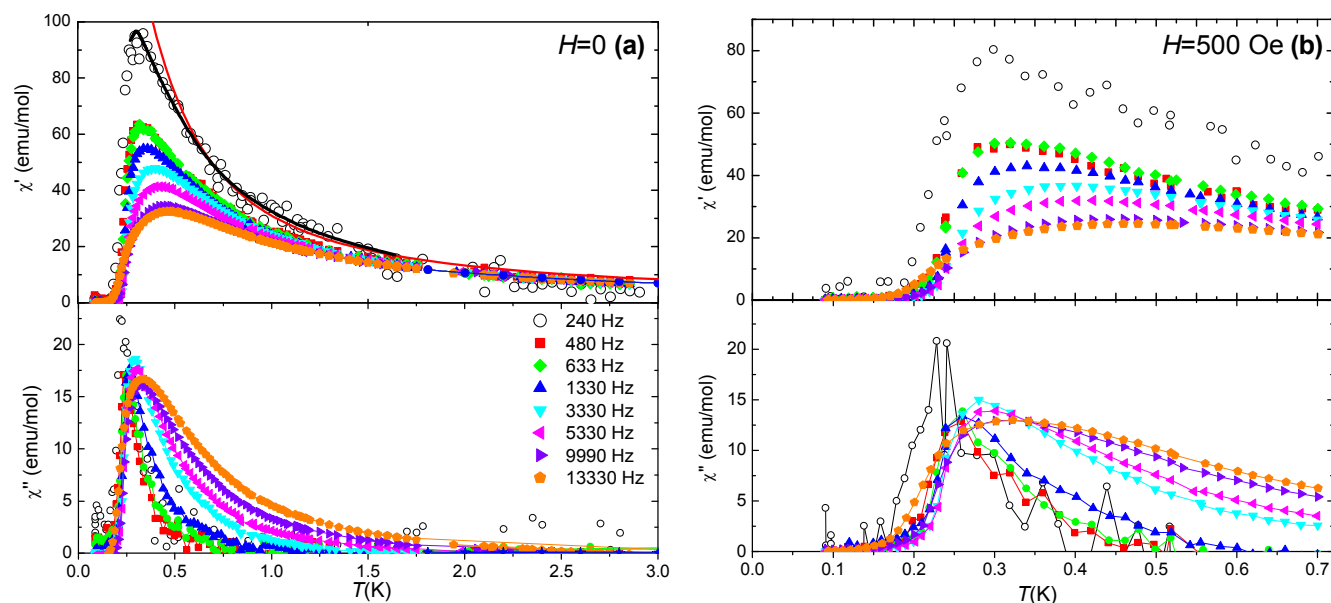 H=0 (a)
χ' (emu/mol)
100
80
60
40
20
0
χ'' (emu/mol)
20
15
10
5
0
240 Hz
480 Hz
633 Hz
1330 Hz
3330 Hz
5330 Hz
9990 Hz
13330 Hz
0.0 0.5 1.0 1.5 2.0 2.5 3.0
T(K)
H=500 Oe (b)
χ' (emu/mol)
80
60
40
20
0
χ'' (emu/mol)
20
15
10
5
0
0.0 0.1 0.2 0.3 0.4 0.5 0.6 0.7
T(K)